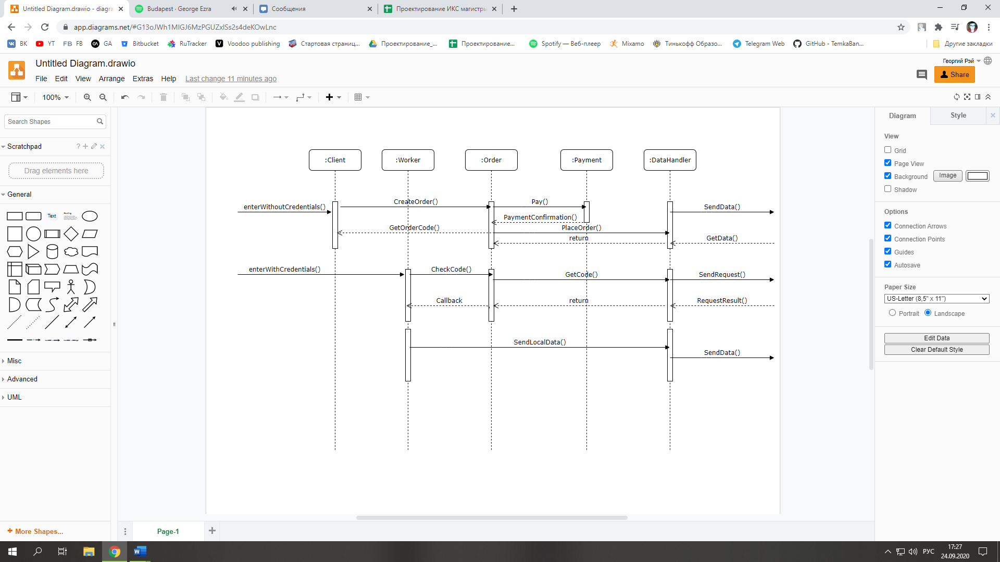 Untitled Diagram.drawio - diagra
Budapest · George Ezra
Сообщения
Проектирование ИКС магистры
app.diagrams.net/#G13oJWh1MlGJ6MzPGUZxlSs2s4deKOwLnc
ВК
YT
FB FB
GA
Bitbucket
RuTracker
Voodoo publishing
Стартовая страниц...
Проектирование_...
Проектирование...
Spotify — Веб-плеер
Mixamo
Тинькофф Образо...
Telegram Web
GitHub - TemkaBan...
Другие закладки
Untitled Diagram.drawio
Георгий Рэй
File Edit View Arrange Extras Help Last change 11 minutes ago
Share
100%
Search Shapes
Scratchpad
?
Drag elements here
General
Text
Heading
Misc
Advanced
UML
+ More Shapes...
:Client
:Worker
:Order
:Payment
:DataHandler
enterWithoutCredentials()
CreateOrder()
Pay()
SendData()
PaymentConfirmation()
GetOrderCode()
PlaceOrder()
return
GetData()
enterWithCredentials()
CheckCode()
GetCode()
SendRequest()
Callback
return
RequestResult()
SendLocalData()
SendData()
Diagram
Style
View
Grid
Page View
Background
Image
Shadow
Options
Connection Arrows
Connection Points
Guides
Autosave
Paper Size
US-Letter (8,5" x 11")
Portrait
Landscape
Edit Data
Clear Default Style
Page-1
РУС
17:27
24.09.2020